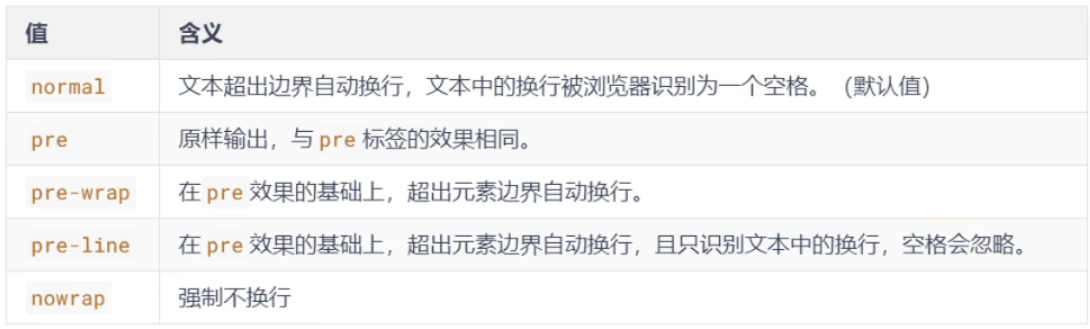 值 含义
normal 文本超出边界自动换行，文本中的换行被浏览器识别为一个空格。（默认值）
pre 原样输出，与 pre 标签的效果相同。
pre-wrap 在 pre 效果的基础上，超出元素边界自动换行。
pre-line 在 pre 效果的基础上，超出元素边界自动换行，且只识别文本中的换行，空格会忽略。
nowrap 强制不换行